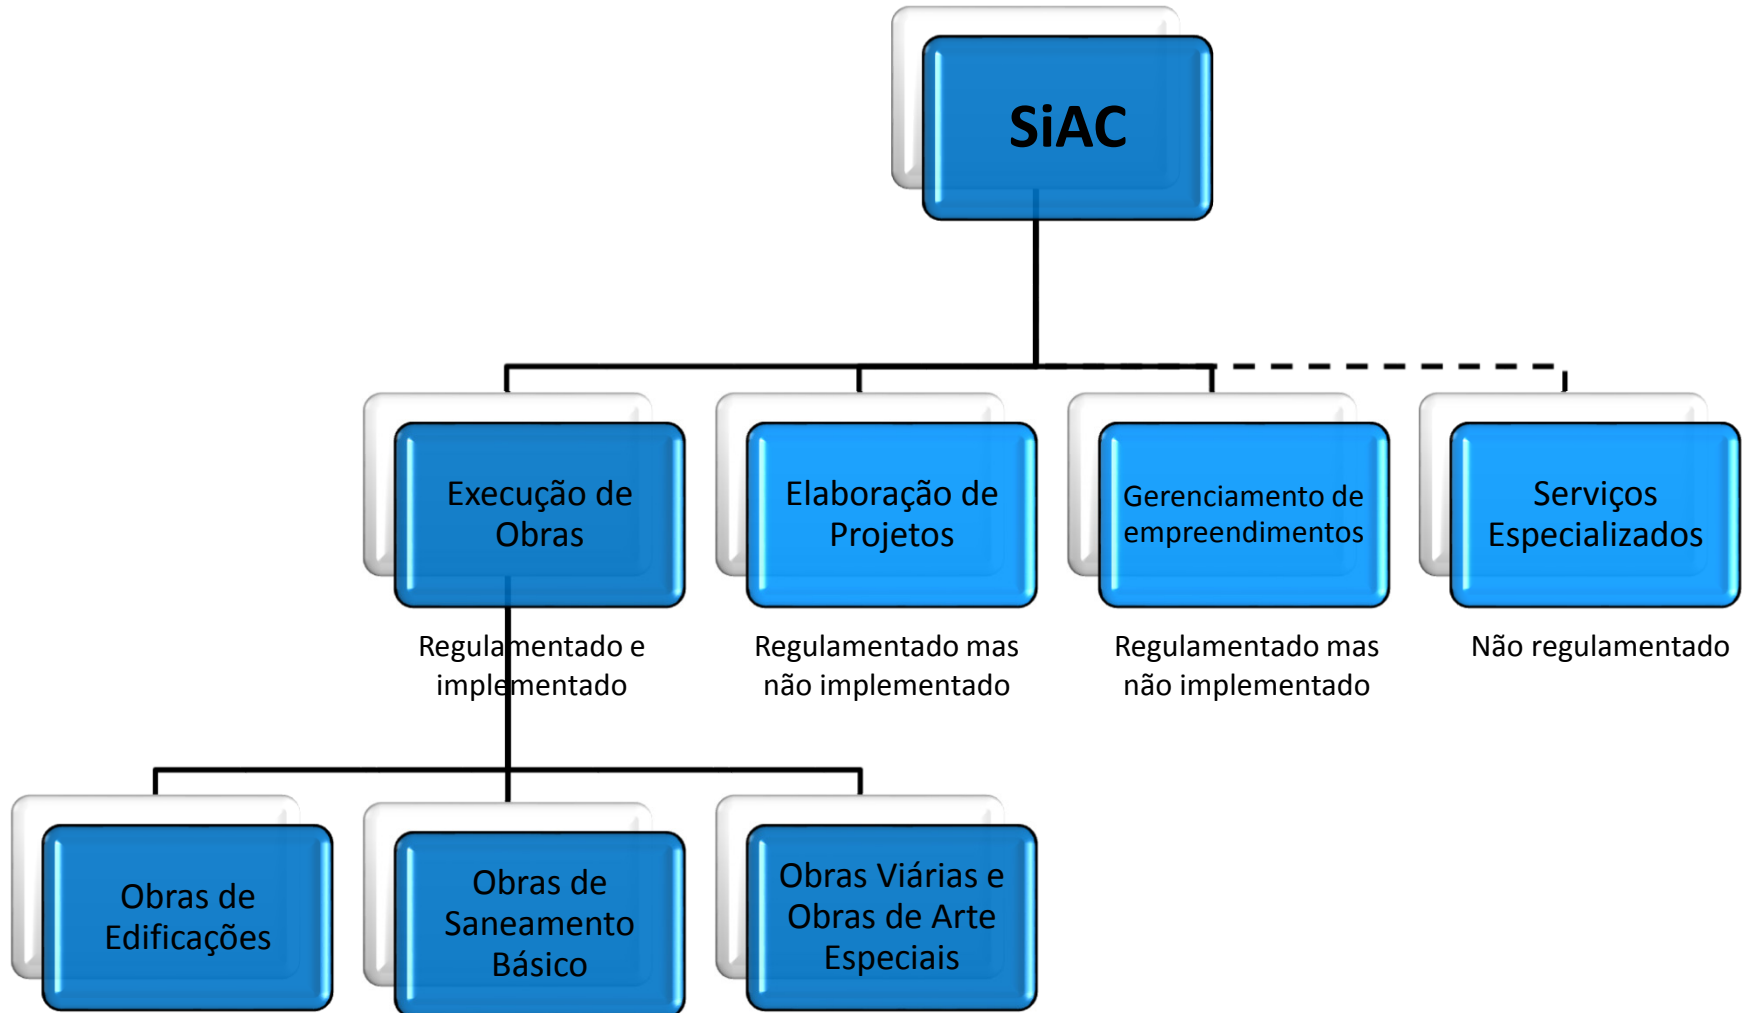 SiAC
Execução de
Obras
Elaboração de
Projetos
Gerenciamento de
empreendimentos
Serviços
Especializados
Regulamentado e
implementado
Regulamentado mas
não implementado
Regulamentado mas
não implementado
Não regulamentado
Obras de
Edificações
Obras de
Saneamento
Básico
Obras Viárias e
Obras de Arte
Especiais